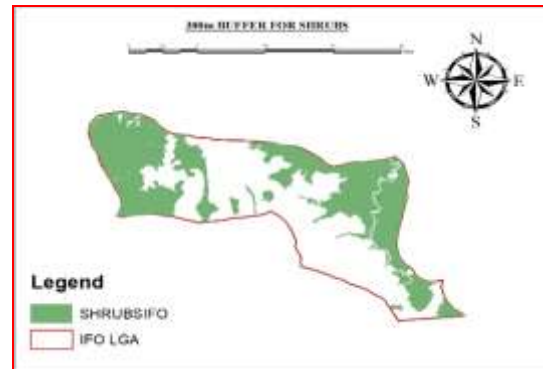 300m BUFFER FOR SHRUBS
N
W E
S
Legend
SHRUBSIFO
IFO LGA